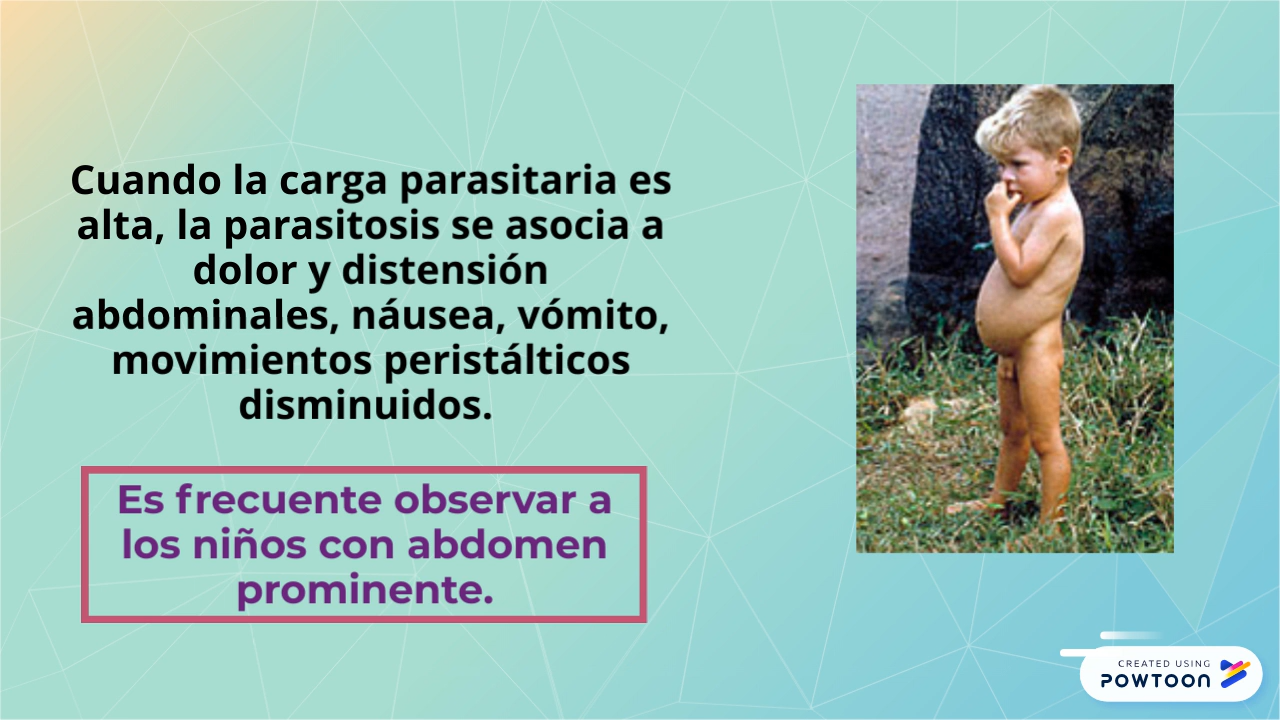 Cuando la carga parasitaria es
alta, la parasitosis se asocia a
dolor y distensión
abdominales, náusea, vómito,
movimientos peristálticos
disminuidos.
Es frecuente observar a
los niños con abdomen
prominente.
CREATED USING
POWTOON